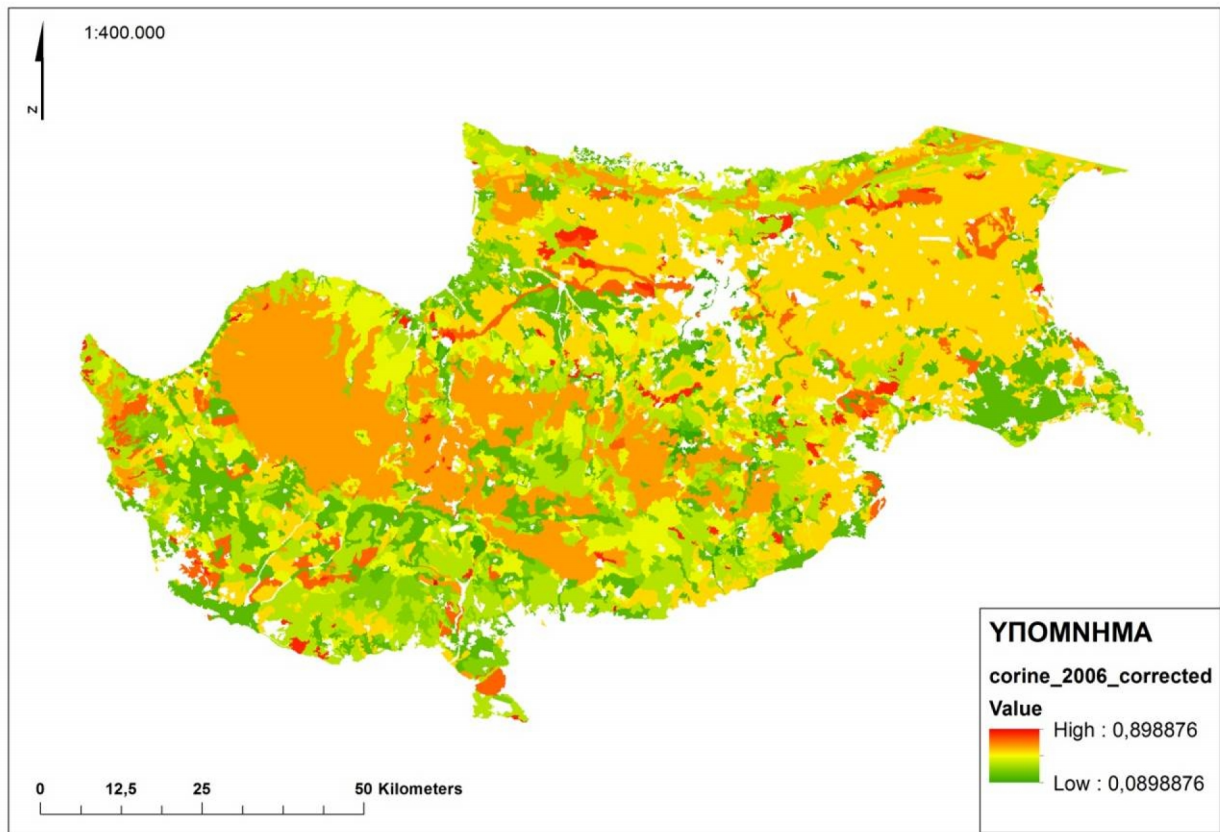 1:400.000
N
ΥΠΟΜΝΗΜΑ
corine_2006_corrected
Value
High : 0,898876
Low : 0,0898876
0 12,5 25 50 Kilometers